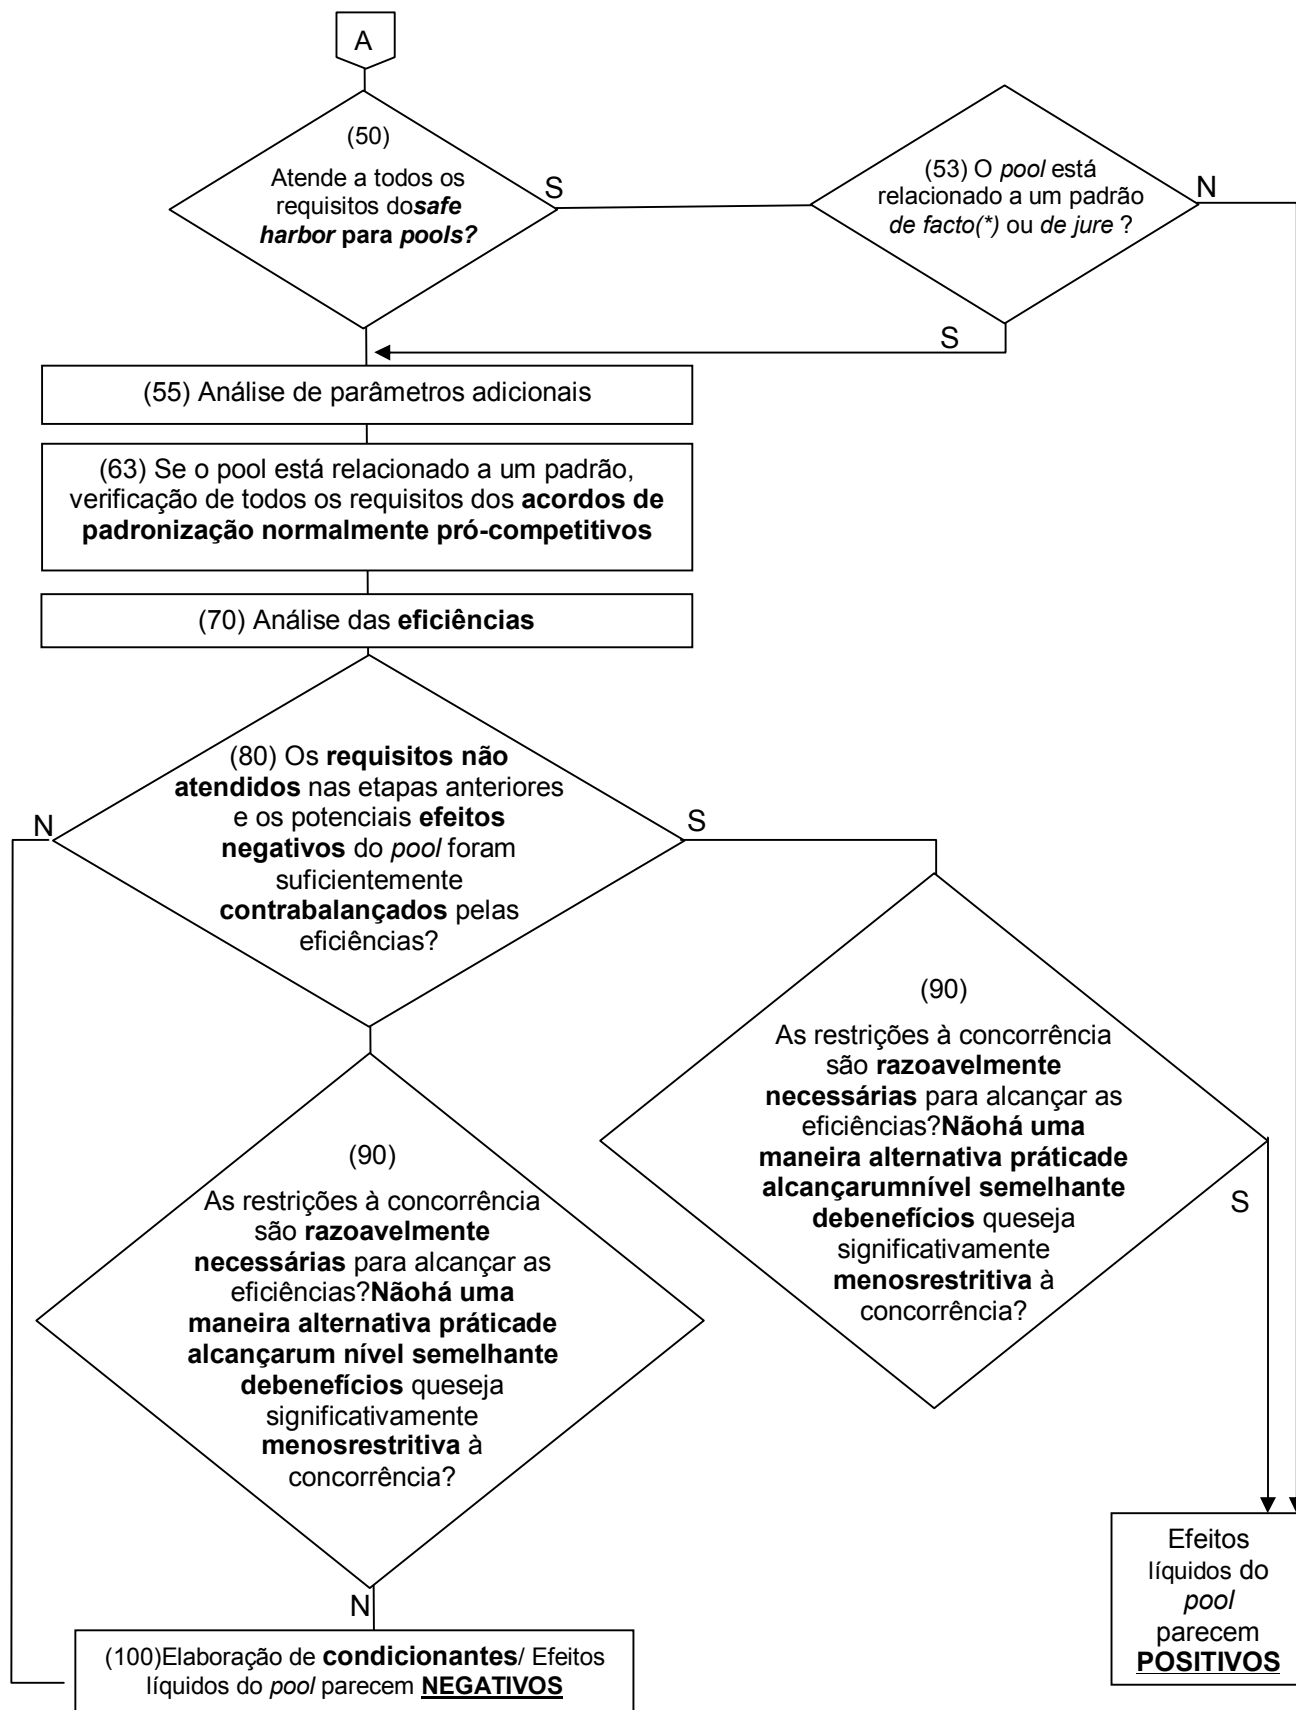 A
(50)
Atende a todos os
requisitos dosafe
harbor para pools?
S
(53) O pool está
relacionado a um padrão
de facto(*) ou de jure ?
N
S
(55) Análise de parâmetros adicionais
(63) Se o pool está relacionado a um padrão,
verificação de todos os requisitos dos acordos de
padronização normalmente pró-competitivos
(70) Análise das eficiências
(80) Os requisitos não
atendidos nas etapas anteriores
e os potenciais efeitos
negativos do pool foram
suficientemente
contrabalançados pelas
eficiências?
N
S
(90)
As restrições à concorrência
são razoavelmente
necessárias para alcançar as
eficiências?Nãohá uma
maneira alternativa práticade
alcançarumnível semelhante
debenefícios queseja
significativamente
menosrestritiva à
concorrência?
S
(90)
As restrições à concorrência
são razoavelmente
necessárias para alcançar as
eficiências?Nãohá uma
maneira alternativa práticade
alcançarum nível semelhante
debenefícios queseja
significativamente
menosrestritiva à
concorrência?
N
(100)Elaboração de condicionantes/ Efeitos
líquidos do pool parecem NEGATIVOS
Efeitos
líquidos do
pool
parecem
POSITIVOS